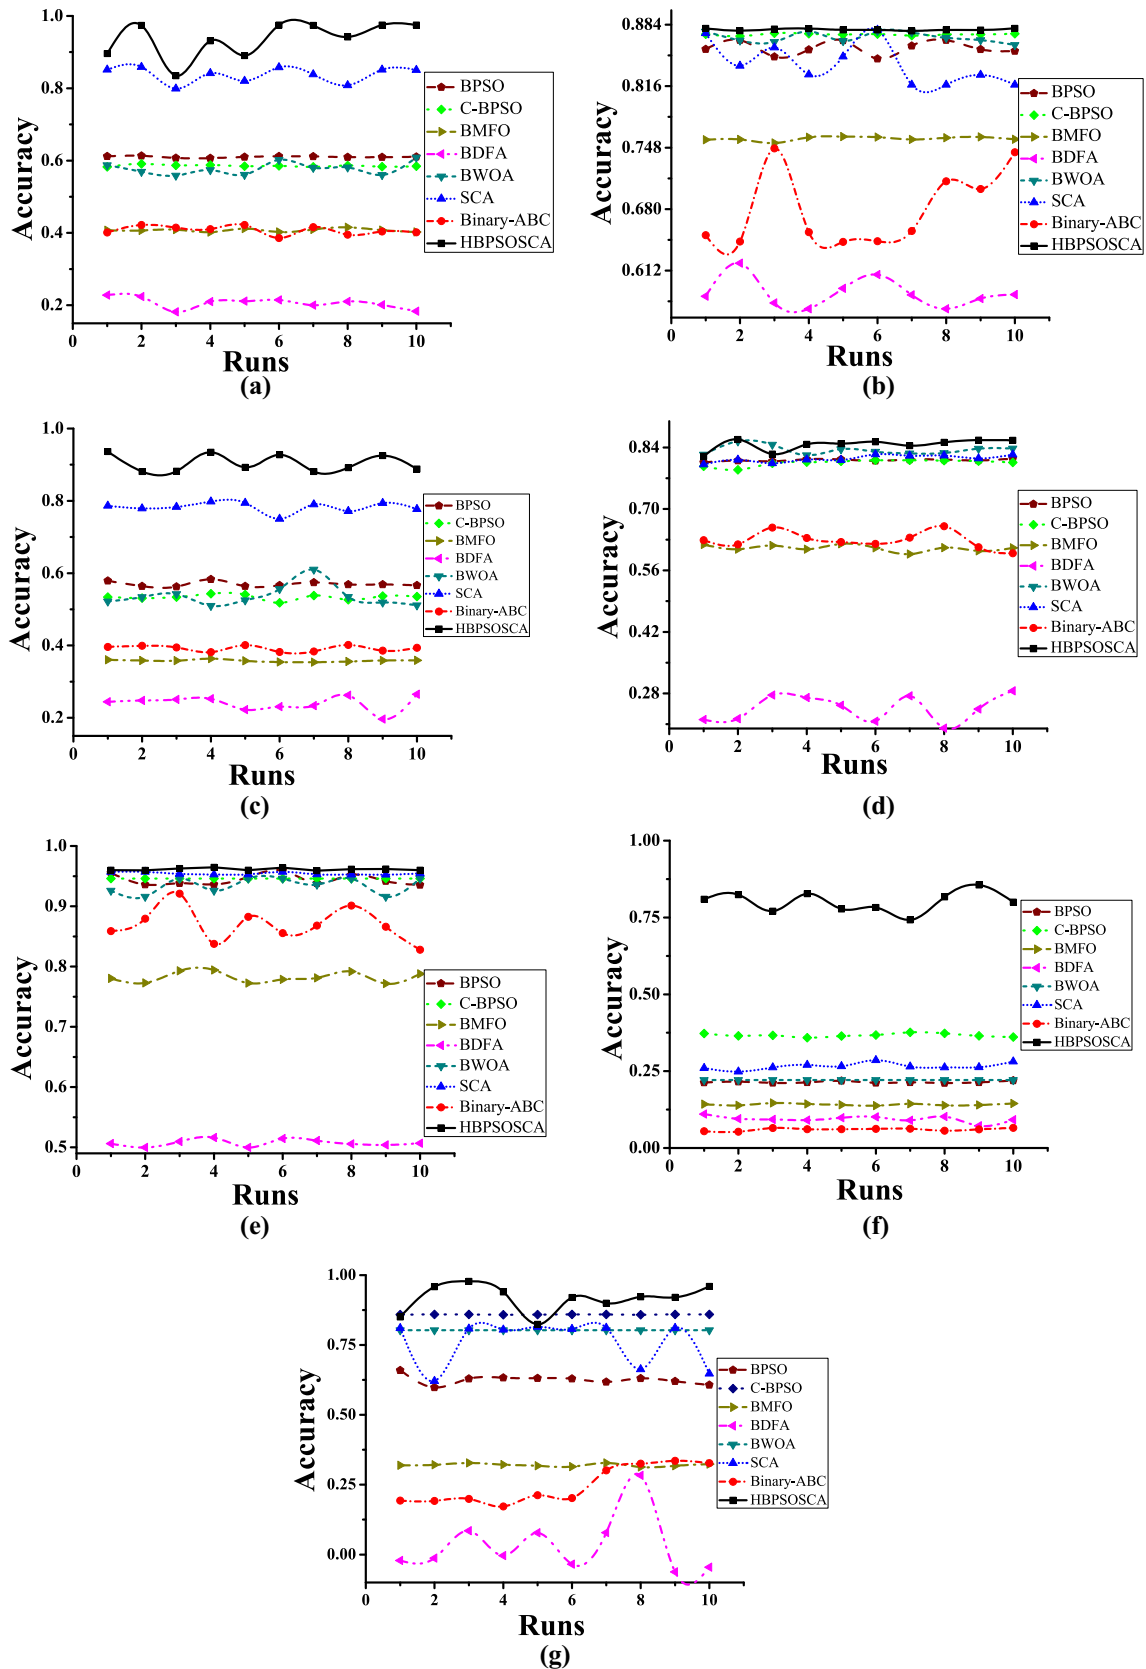 1.0
0.8
0.6
0.4
0.2
Accuracy
0 2 4 6 8 10
Runs
BPSO
C-BPSO
BMFO
BDFA
BWOA
SCA
Binary-ABC
HBPSOSCA
(a)
0.884
0.816
0.748
0.680
0.612
Accuracy
0 2 4 6 8 10
Runs
BPSO
C-BPSO
BMFO
BDFA
BWOA
SCA
Binary-ABC
HBPSOSCA
(b)
1.0
0.8
0.6
0.4
0.2
Accuracy
0 2 4 6 8 10
Runs
BPSO
C-BPSO
BMFO
BDFA
BWOA
SCA
Binary-ABC
HBPSOSCA
(c)
0.84
0.70
0.56
0.42
0.28
Accuracy
0 2 4 6 8 10
Runs
BPSO
C-BPSO
BMFO
BDFA
BWOA
SCA
Binary-ABC
HBPSOSCA
(d)
1.0
0.9
0.8
0.7
0.6
0.5
Accuracy
0 2 4 6 8 10
Runs
BPSO
C-BPSO
BMFO
BDFA
BWOA
SCA
Binary-ABC
HBPSOSCA
(e)
1.00
0.75
0.50
0.25
0.00
Accuracy
0 2 4 6 8 10
Runs
BPSO
C-BPSO
BMFO
BDFA
BWOA
SCA
Binary-ABC
HBPSOSCA
(f)
1.00
0.75
0.50
0.25
0.00
Accuracy
0 2 4 6 8 10
Runs
BPSO
C-BPSO
BMFO
BDFA
BWOA
SCA
Binary-ABC
HBPSOSCA
(g)